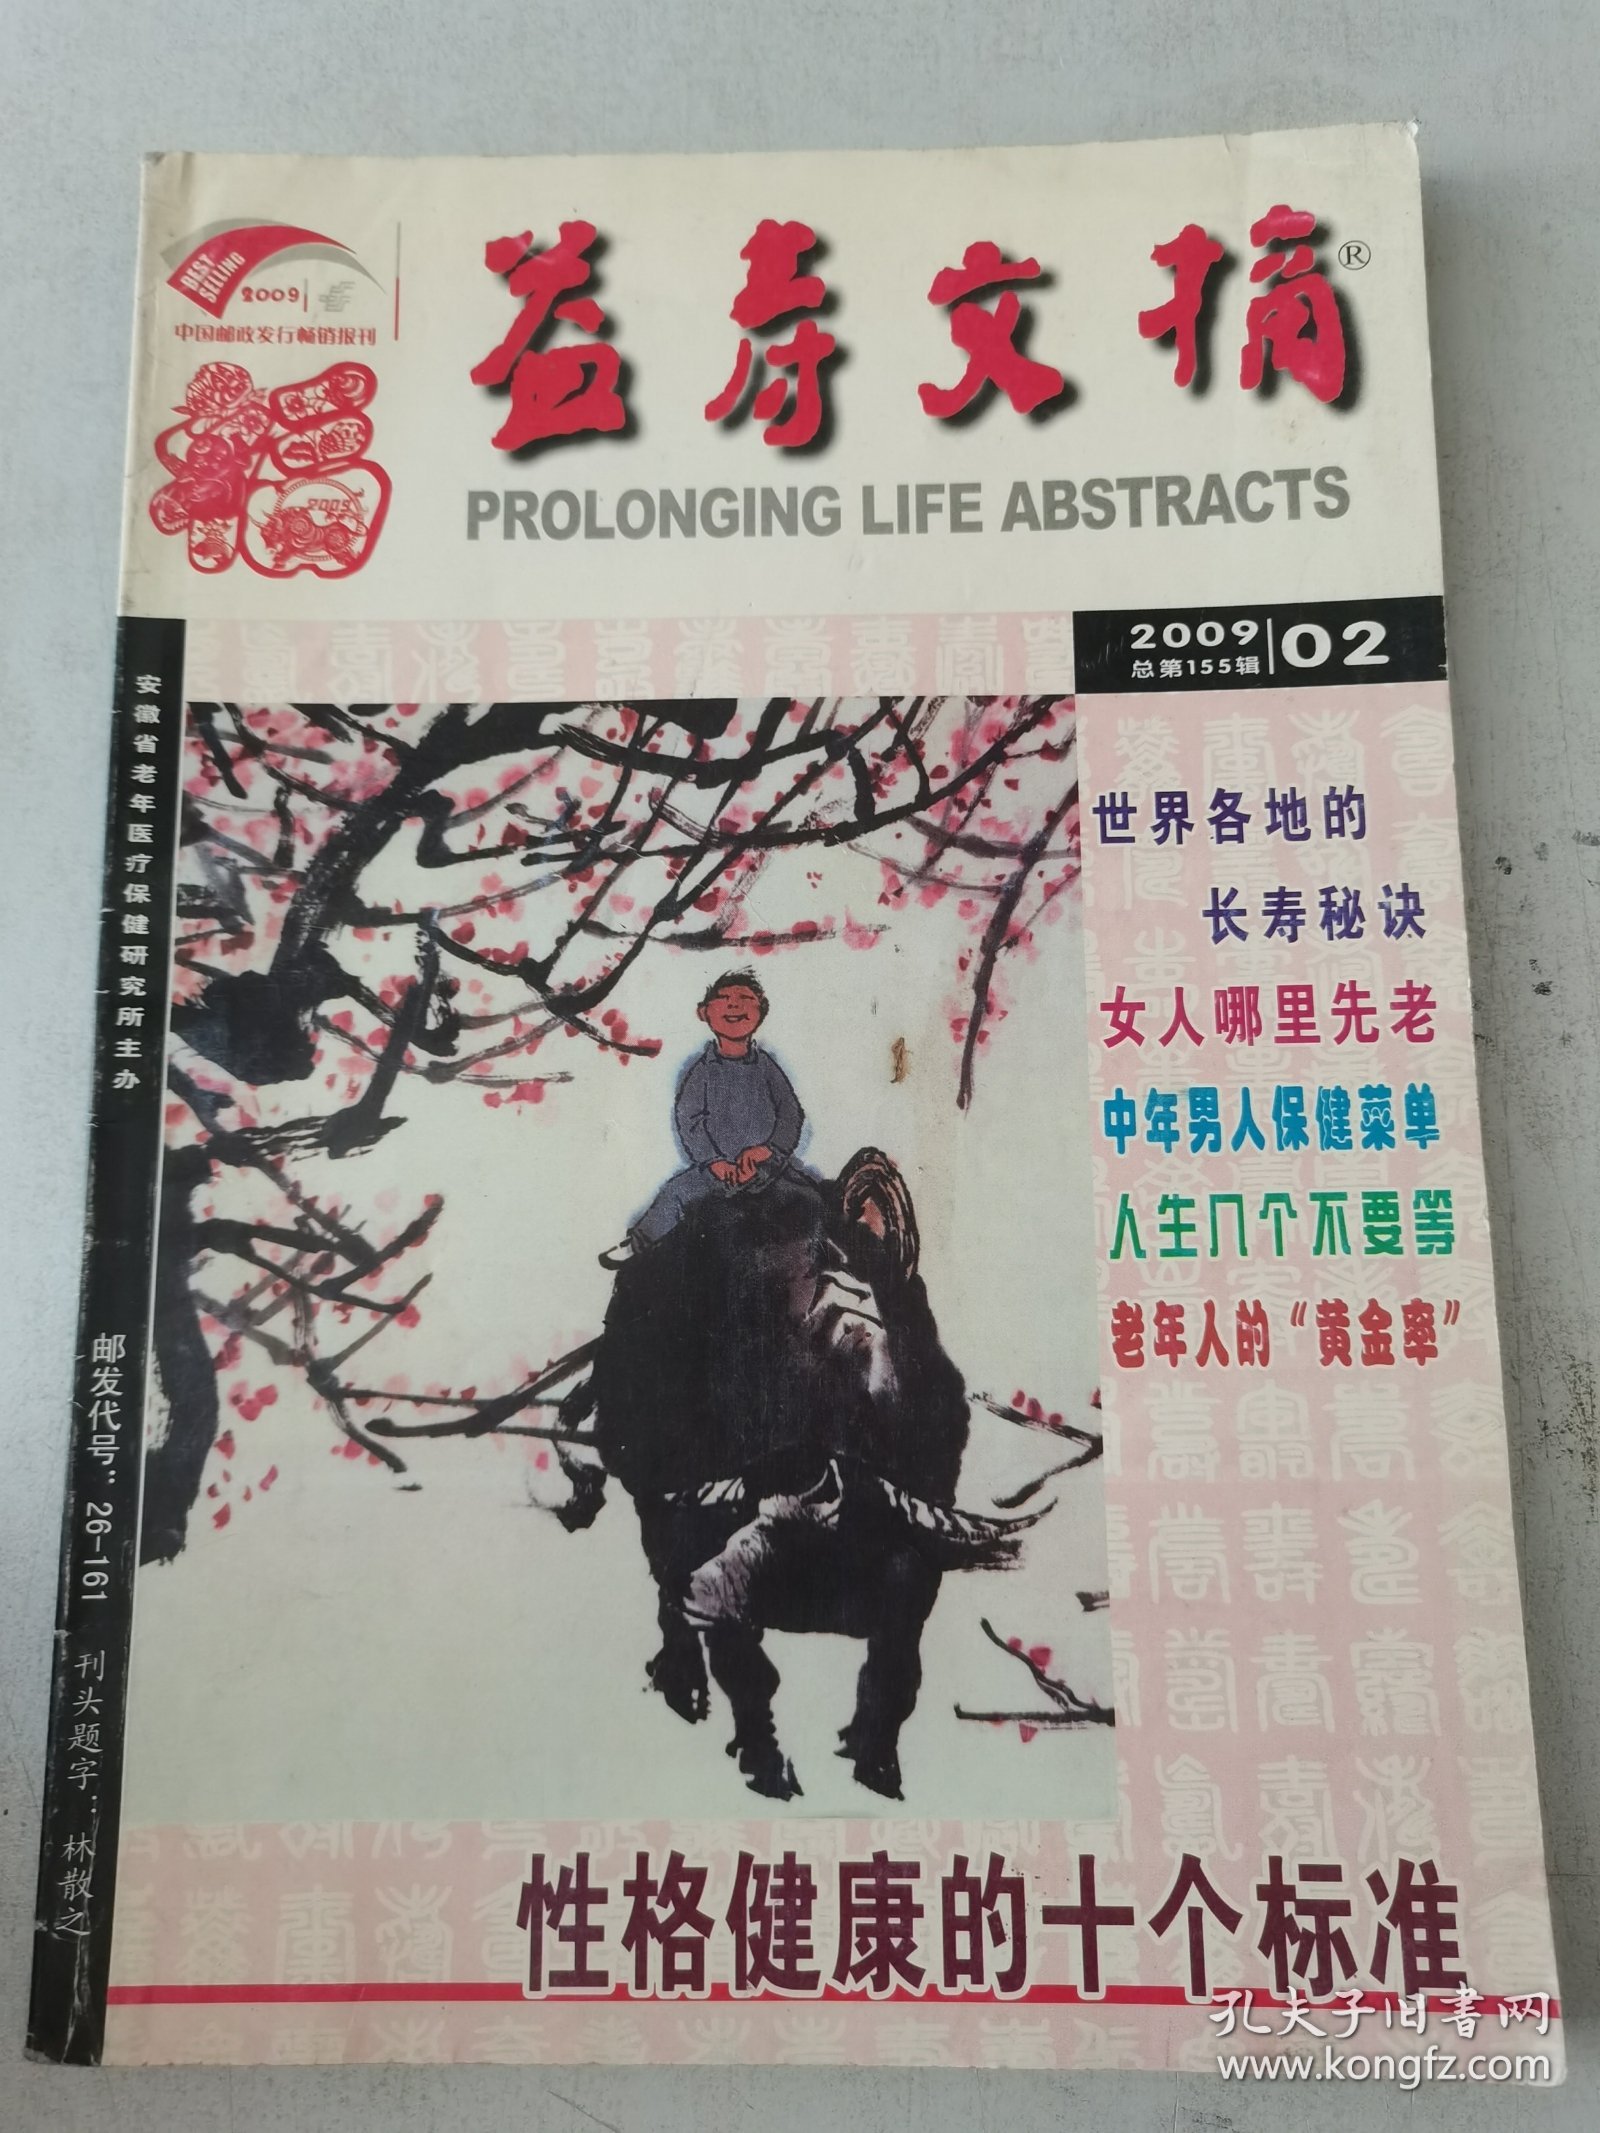 BEST
SELLING
2009
中国邮政发行畅销报刊
福
2009
益寿文摘®
PROLONGING LIFE ABSTRACTS
2009
总第155辑
02
安徽省老年医疗保健研究所主办
邮发代号：26-161
刊头题字：林散之
世界各地的
长寿秘诀
女人哪里先老
中年男人保健菜单
人生几个不要等
老年人的“黄金率”
性格健康的十个标准
孔夫子旧书网
www.kongfz.com